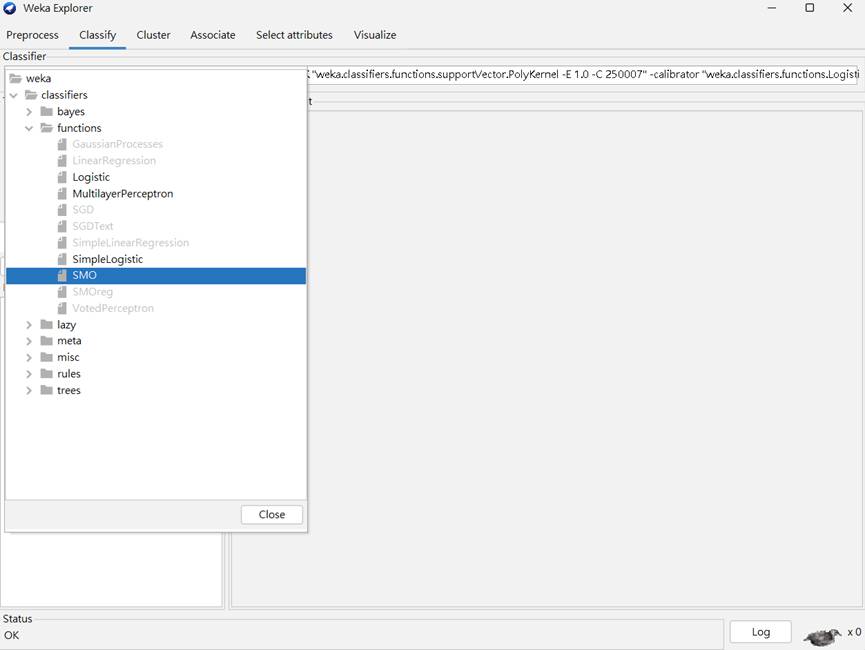 Weka Explorer
Preprocess Classify Cluster Associate Select attributes Visualize
Classifier
"weka.classifiers.functions.supportVector.PolyKernel -E 1.0 -C 250007" -calibrator "weka.classifiers.functions.Logisti
weka
classifiers
bayes
functions
GaussianProcesses
LinearRegression
Logistic
MultilayerPerceptron
SGD
SGDText
SimpleLinearRegression
SimpleLogistic
SMO
SMOreg
VotedPerceptron
lazy
meta
misc
rules
trees
Close
Status
OK
Log
x 0